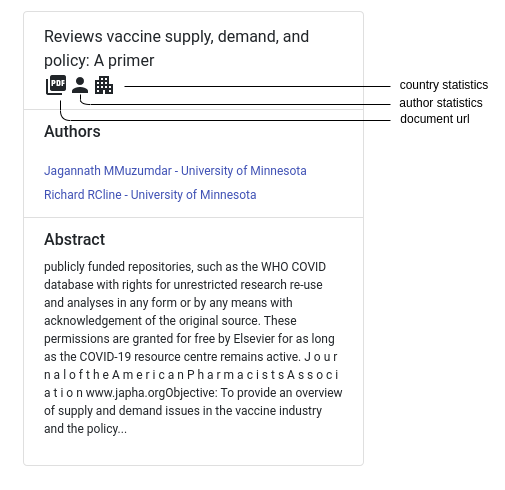 Reviews vaccine supply, demand, and
policy: A primer
PDF
country statistics
author statistics
document url
Authors
Jagannath MMuzumdar - University of Minnesota
Richard RCline - University of Minnesota
Abstract
publicly funded repositories, such as the WHO COVID
database with rights for unrestricted research re-use
and analyses in any form or by any means with
acknowledgement of the original source. These
permissions are granted for free by Elsevier for as long
as the COVID-19 resource centre remains active. J o u r
n a l o f t h e A m e r i c a n P h a r m a c i s t s A s s o c i
a t i o n www.japha.orgObjective: To provide an overview
of supply and demand issues in the vaccine industry
and the policy...